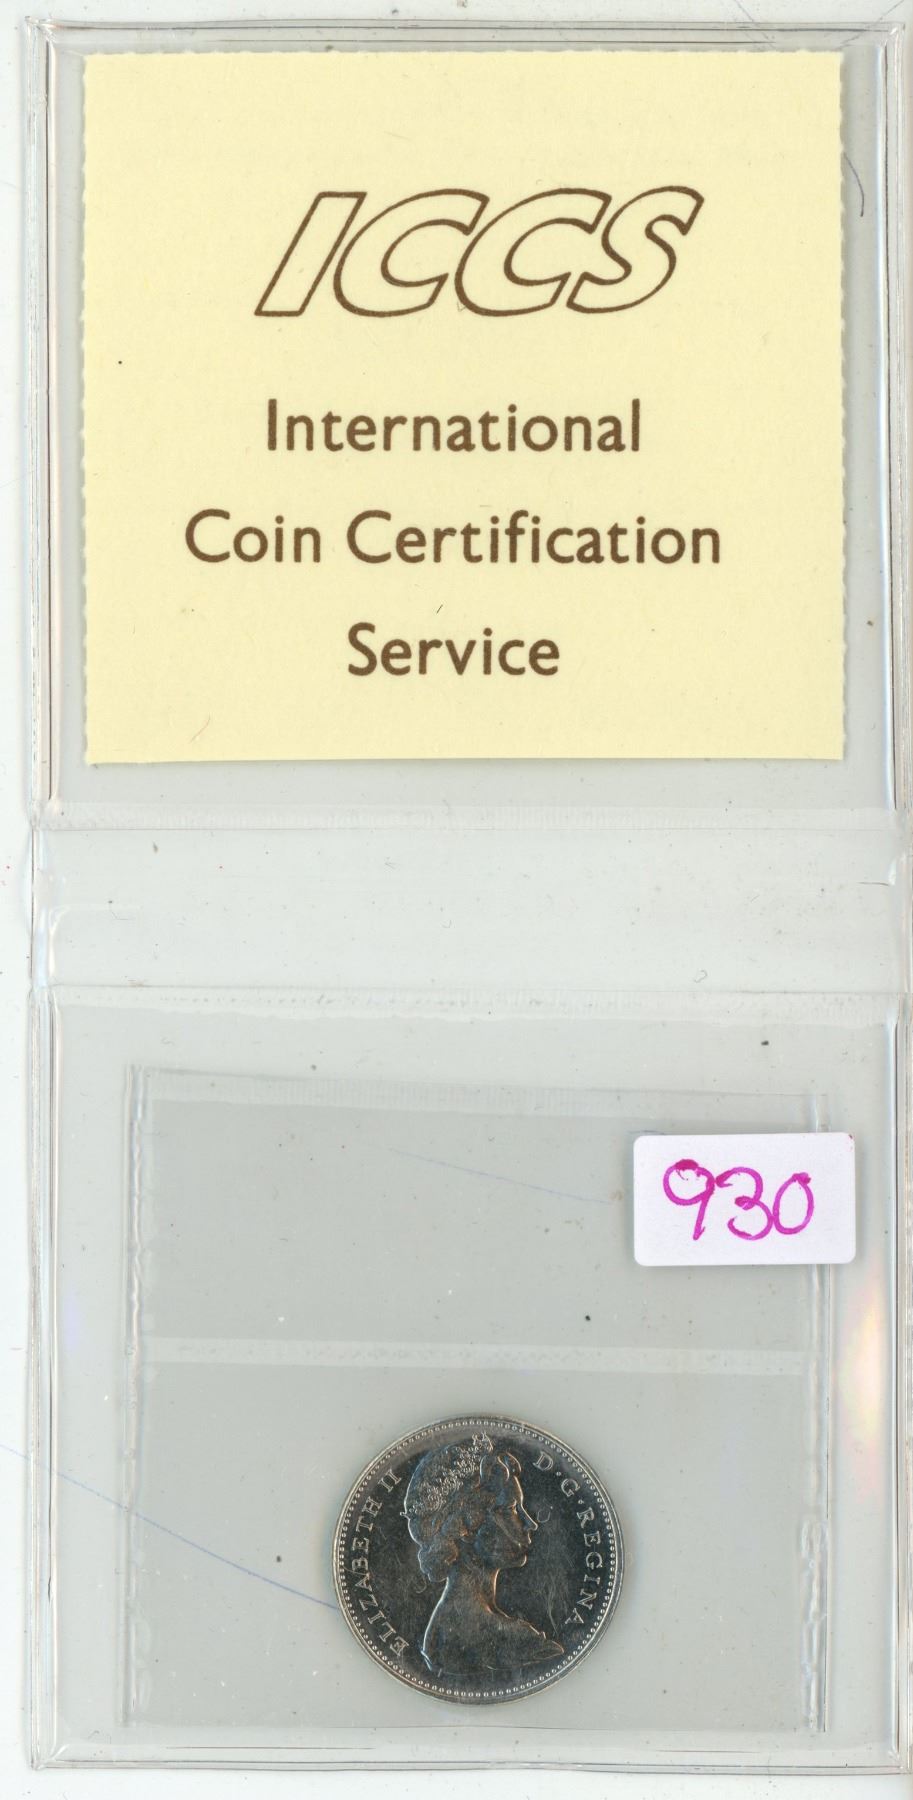 ICCS
International
Coin Certification
Service
930
ELIZABETH II D·G·REGINA